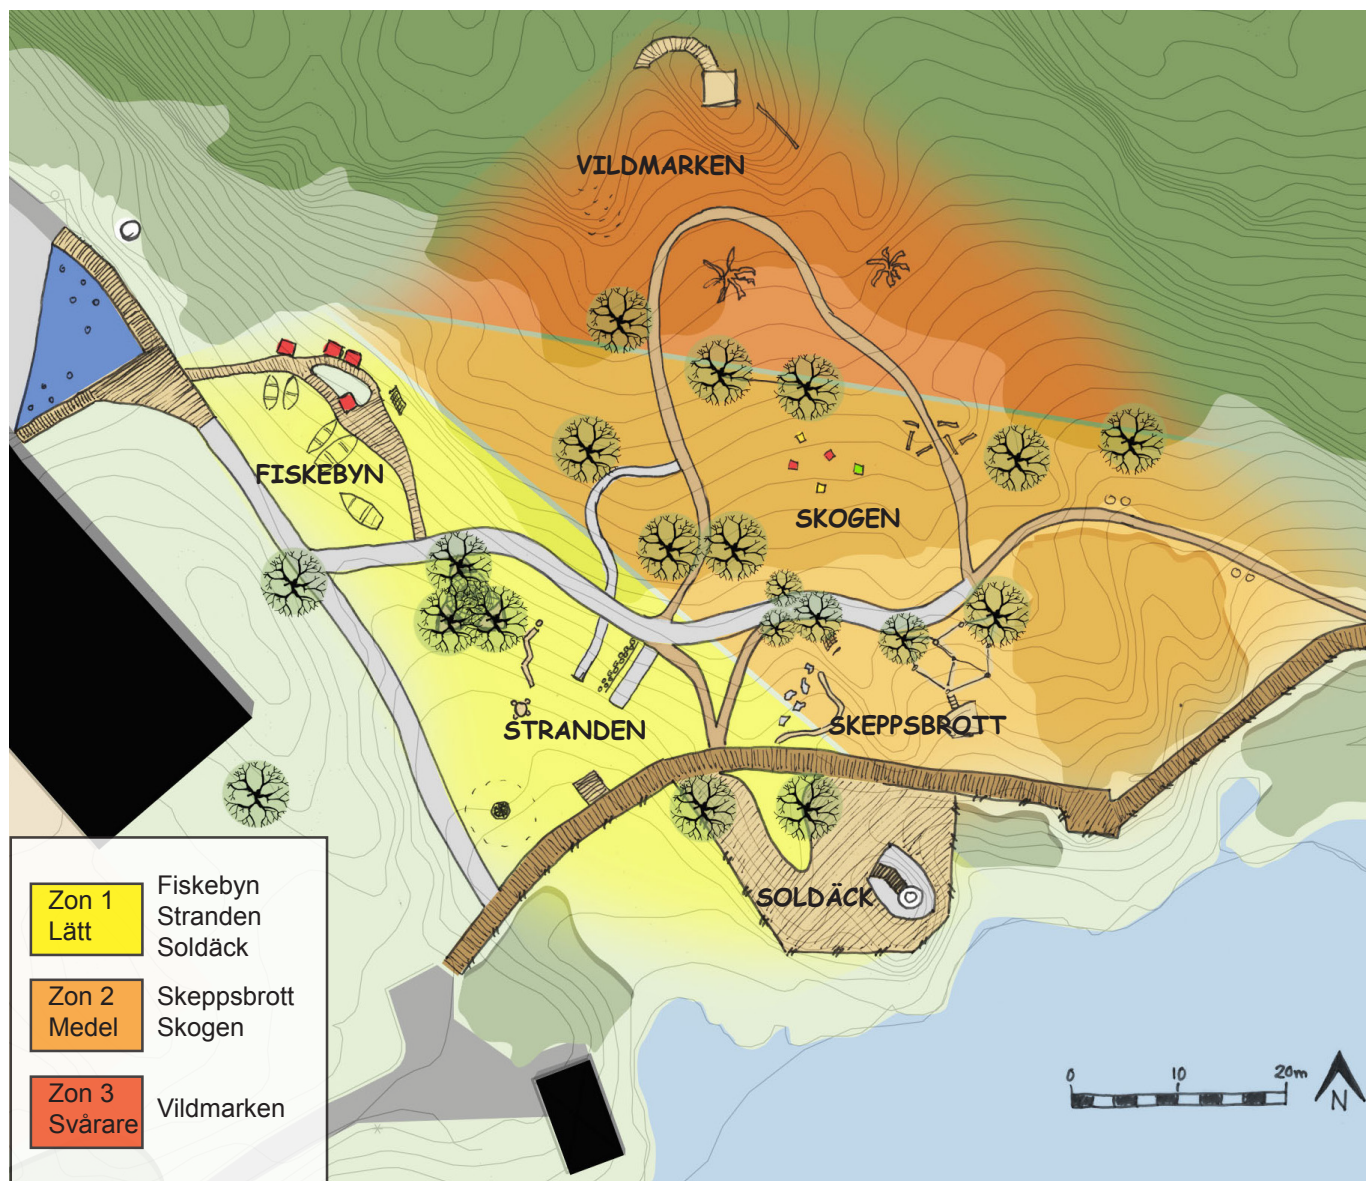 VILDMARKEN
FISKEBYN
SKOGEN
STRANDEN
SKEPPSBROTT
SOLDÄCK
Zon 1
Lätt
Fiskebyn
Stranden
Soldäck
Zon 2
Medel
Skeppsbrott
Skogen
Zon 3
Svårare
Vildmarken
0 10 20m
N